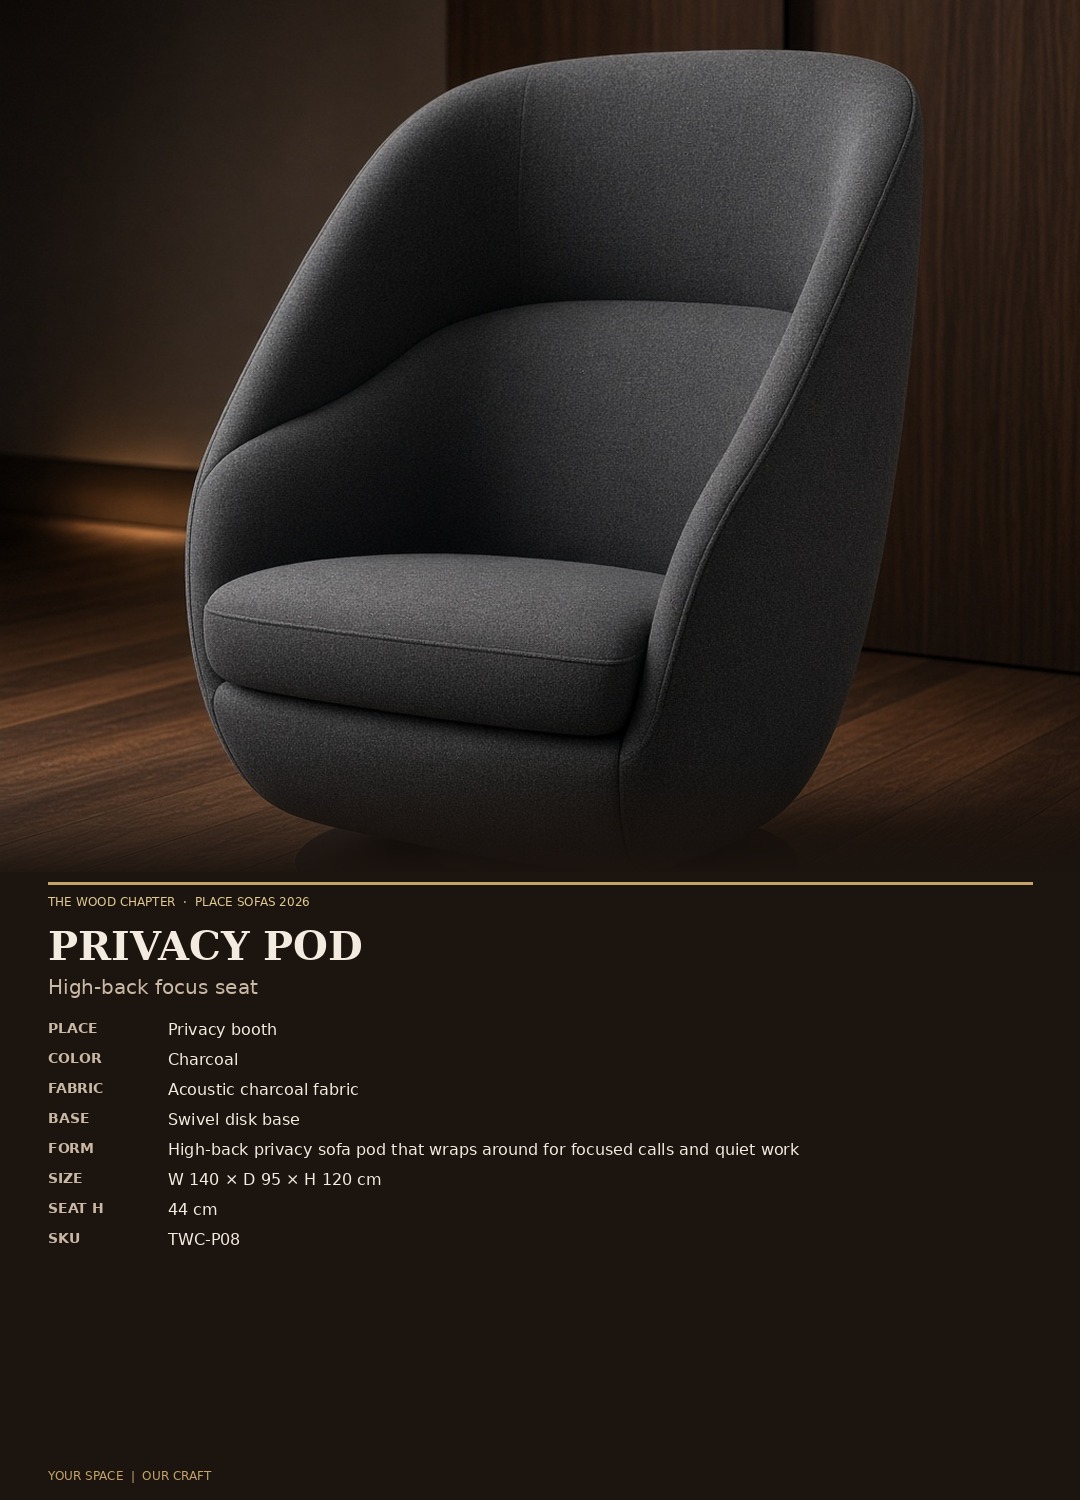 THE WOOD CHAPTER · PLACE SOFAS 2026
PRIVACY POD
High-back focus seat
PLACE Privacy booth
COLOR Charcoal
FABRIC Acoustic charcoal fabric
BASE Swivel disk base
FORM High-back privacy sofa pod that wraps around for focused calls and quiet work
SIZE W 140 × D 95 × H 120 cm
SEAT H 44 cm
SKU TWC-P08
YOUR SPACE | OUR CRAFT